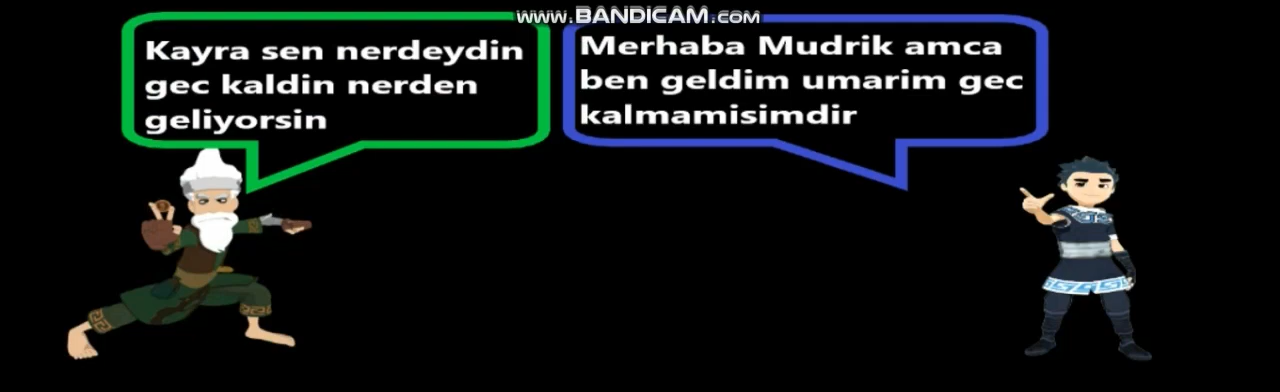 www.BANDICAM.com
Kayra sen nerdeydin
gec kaldin nerden
geliyorsin
Merhaba Mudrik amca
ben geldim umarim gec
kalmamisimdir